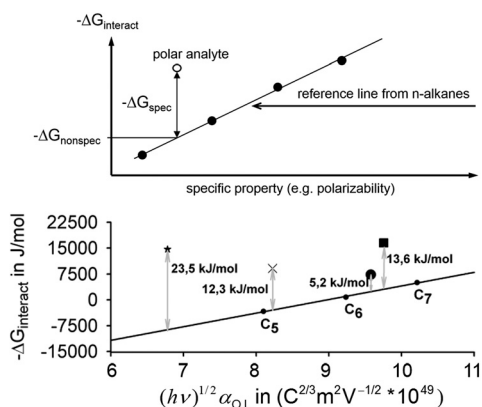 -ΔG_interact
polar analyte
-ΔG_spec
reference line from n-alkanes
-ΔG_nonspec
specific property (e.g. polarizability)
-ΔG_interact in J/mol
22500
15000
7500
0
-7500
-15000
23,5 kJ/mol
12,3 kJ/mol
5,2 kJ/mol
13,6 kJ/mol
C5
C6
C7
6 7 8 9 10 11
(hν)^1/2 α_O,L in (C^2/3 m^2 V^-1/2 *10^49)